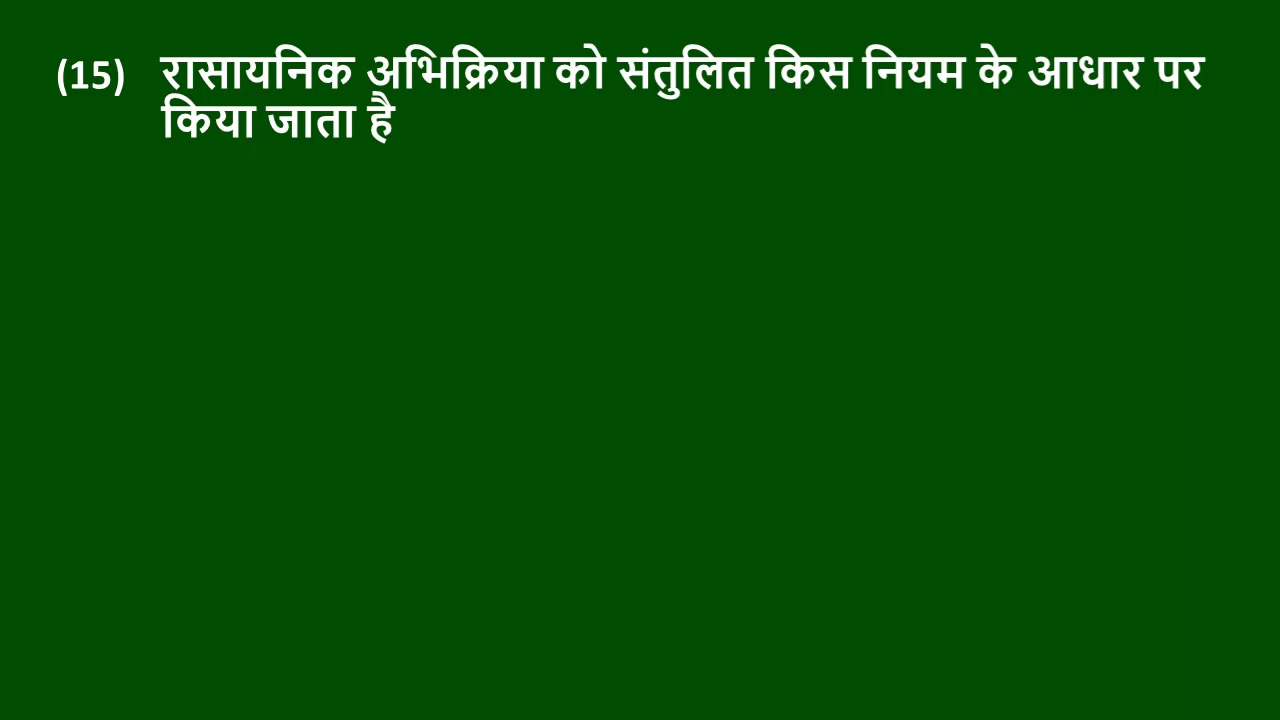 (15) रासायनिक अभिक्रिया को संतुलित किस नियम के आधार पर
किया जाता है